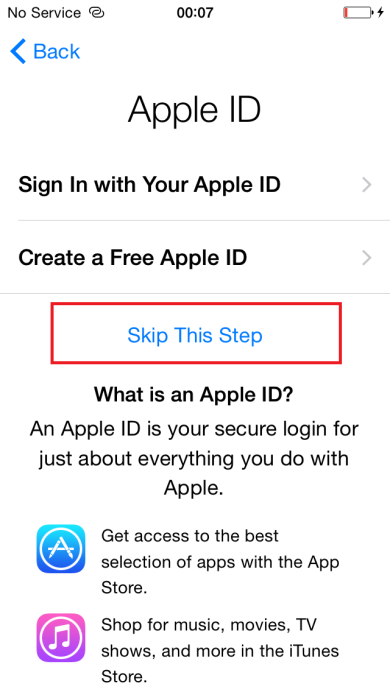 No Service 00:07
Back
Apple ID
Sign In with Your Apple ID
Create a Free Apple ID
Skip This Step
What is an Apple ID?
An Apple ID is your secure login for
just about everything you do with
Apple.
Get access to the best
selection of apps with the App
Store.
Shop for music, movies, TV
shows, and more in the iTunes
Store.